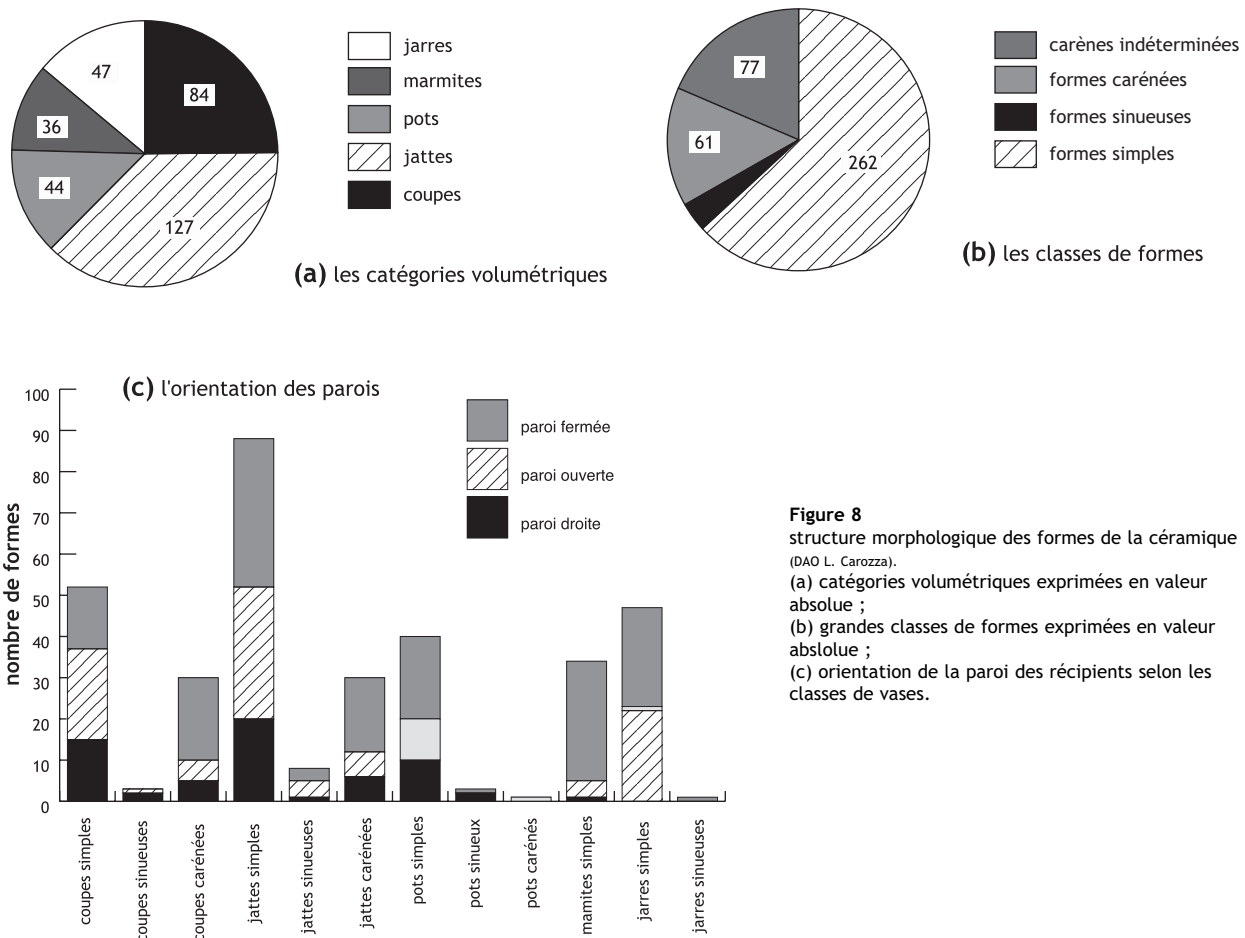 47
84
36
44
127
jarres
marmites
pots
jattes
coupes
(a) les catégories volumétriques
77
61
262
carènes indéterminées
formes carénées
formes sinueuses
formes simples
(b) les classes de formes
(c) l'orientation des parois
nombre de formes
100
90
80
70
60
50
40
30
20
10
0
paroi fermée
paroi ouverte
paroi droite
coupes simples
coupes sinueuses
coupes carénées
jattes simples
jattes sinueuses
jattes carénées
pots simples
pots sinueux
pots carénés
mamites simples
jarres simples
jarres sinueuses
Figure 8
structure morphologique des formes de la céramique
(DAO L. Carozza).
(a) catégories volumétriques exprimées en valeur
absolue ;
(b) grandes classes de formes exprimées en valeur
abslolue ;
(c) orientation de la paroi des récipients selon les
classes de vases.